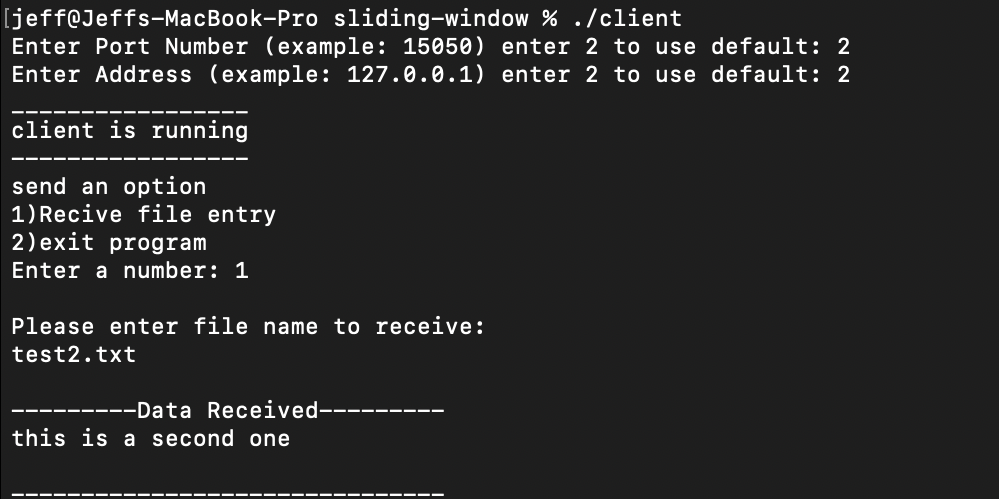 [jeff@Jeffs-MacBook-Pro sliding-window % ./client
Enter Port Number (example: 15050) enter 2 to use default: 2
Enter Address (example: 127.0.0.1) enter 2 to use default: 2
_________________
client is running
-----------------
send an option
1)Recive file entry
2)exit program
Enter a number: 1
Please enter file name to receive:
test2.txt
---------Data Received---------
this is a second one
-------------------------------